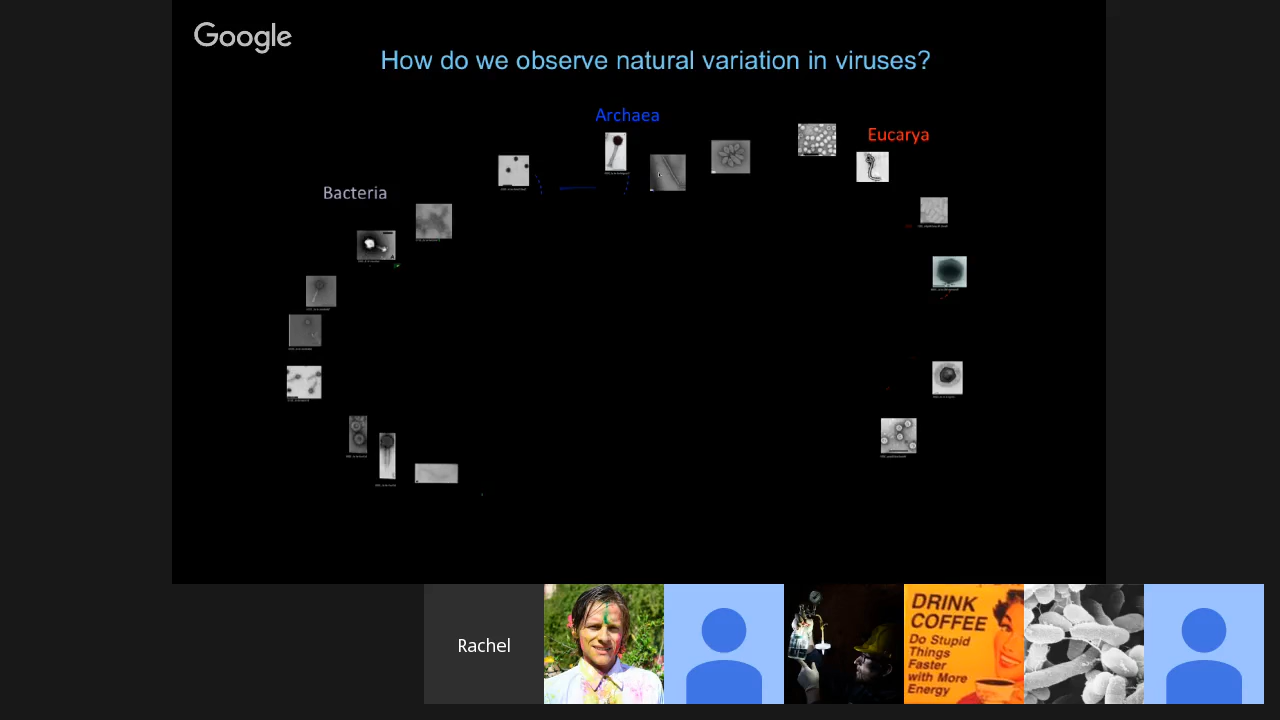 Google
How do we observe natural variation in viruses?
Archaea
Eucarya
Bacteria
Rachel
DRINK
COFFEE
Do Stupid
Things
Faster
with More
Energy